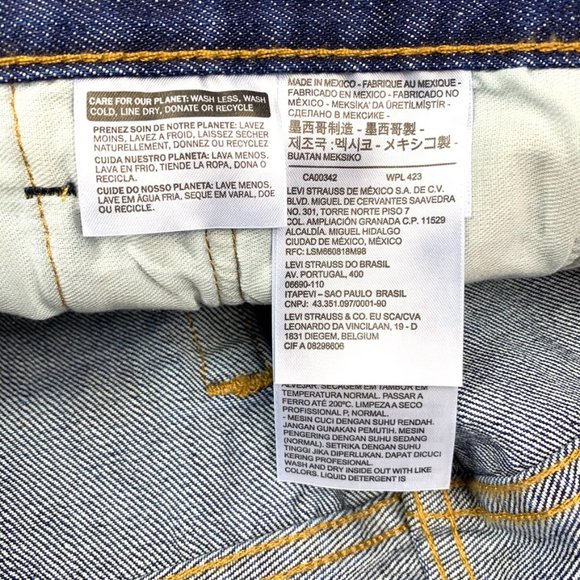 CARE FOR OUR PLANET: WASH LESS, WASH
COLD, LINE DRY, DONATE OR RECYCLE
PRENEZ SOIN DE NOTRE PLANETE: LAVEZ
MOINS, LAVEZ A FROID, LAISSEZ SECHER
NATURELLEMENT, DONNEZ OU RECYCLEZ
CUIDA NUESTRO PLANETA: LAVA MENOS,
LAVA EN FRIO, TIENDE LA ROPA, DONA
O RECICLA.
CUIDE DO NOSSO PLANETA: LAVE MENOS,
LAVE EM ÁGUA FRIA, SEQUE EM VARAL, DOE
OU RECICLE.
MADE IN MEXICO - FABRIQUE AU MEXIQUE -
FABRICADO EN MEXICO - FABRICADO NO
MÉXICO - MEKSİKA' DA ÜRETİLMİŞTİR -
СДЕЛАНО В МЕКСИКЕ -
墨西哥制造 - 墨西哥製 -
제조국 :멕시코 - メキシコ製 -
BUATAN MEKSIKO
CA00342 WPL 423
LEVI STRAUSS DE MÉXICO S.A. DE C.V.
BLVD. MIGUEL DE CERVANTES SAAVEDRA
NO. 301, TORRE NORTE PISO 7
COL. AMPLIACIÓN GRANADA C.P. 11529
ALCALDÍA. MIGUEL HIDALGO
CIUDAD DE MÉXICO, MÉXICO
RFC: LSM660818M98
LEVI STRAUSS DO BRASIL
AV. PORTUGAL, 400
06690-110
ITAPEVI – SAO PAULO BRASIL
CNPJ: 43.351.097/0001-90
LEVI STRAUSS & CO. EU SCA/CVA
LEONARDO DA VINCILAAN, 19 - D
1831 DIEGEM, BELGIUM
CIF A 08298606
ALVEJAR. SECAGEM EM TAMBOR EM
TEMPERATURA NORMAL. PASSAR A
FERRO ATÉ 200ºC. LIMPEZA A SECO
PROFISSIONAL P, NORMAL.
- MESIN CUCI DENGAN SUHU RENDAH.
JANGAN GUNAKAN PEMUTIH. MESIN
PENGERING DENGAN SUHU SEDANG
(NORMAL). SETRIKA DENGAN SUHU
TINGGI JIKA DIPERLUKAN. DAPAT DICUCI
KERING PROFESSIONAL.
WASH AND DRY INSIDE OUT WITH LIKE
COLORS. LIQUID DETERGENT IS